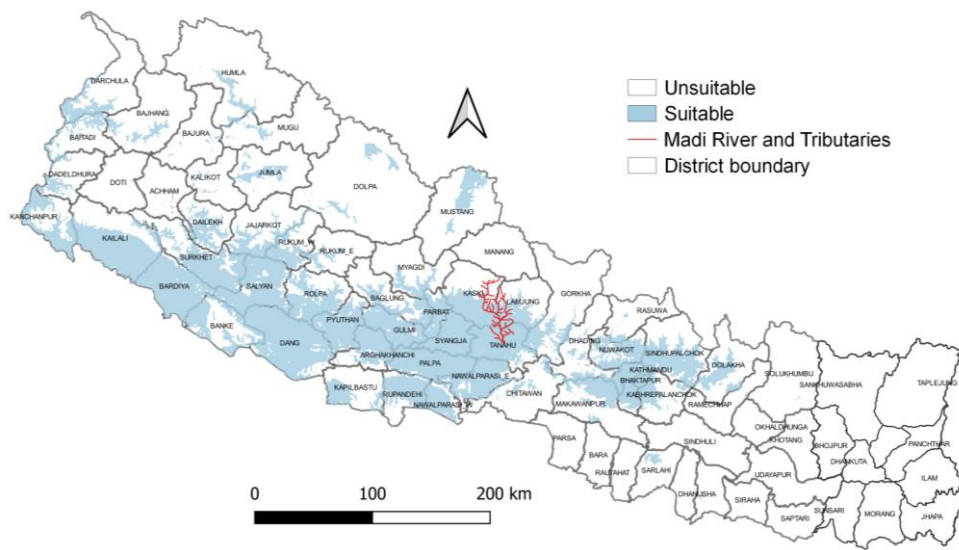 Unsuitable
Suitable
Madi River and Tributaries
District boundary
DARCHULA
HUMLA
BAJHANG
BAITADI
BAJURA
MUGU
DADELDHURA
DOTI
ACHHAM
KALIKOT
JUMLA
DOLPA
MUSTANG
KANCHANPUR
KAILALI
DAILEKH
JAJARKOT
RUKUM_W
RUKUM_E
MANANG
SURKHET
MYAGDI
BARDIYA
SALYAN
ROLPA
BAGLUNG
KASKI
LAMJUNG
GORKHA
RASUWA
PARBAT
BANKE
PYUTHAN
GULMI
SYANGJA
TANAHU
DHADING
NUWAKOT
SINDHUPALCHOK
DANG
ARGHAKHANCHI
PALPA
KATHMANDU
DOLAKHA
SOLUKHUMBU
SANKHUWASABHA
TAPLEJUNG
NAWALPARASI_E
BHAKTAPUR
KAPILBASTU
RUPANDEHI
CHITAWAN
KABHREPALANCHOK
RAMECHHAP
NAWALPARASI_W
MAKAWANPUR
OKHALDHUNGA
KHOTANG
BHOJPUR
PANCHTHAR
PARSA
SINDHULI
DHANKUTA
BARA
RAUTAHAT
SARLAHI
UDAYAPUR
ILAM
DHANUSHA
SIRAHA
SAPTARI
SUNSARI
MORANG
JHAPA
0 100 200 km